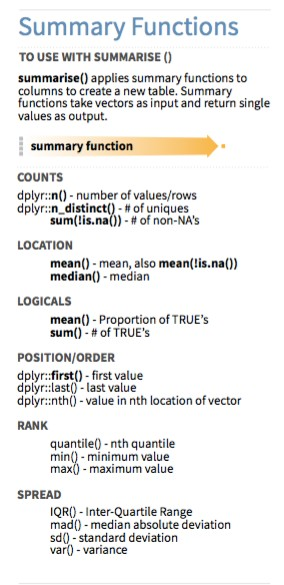 Summary Functions
TO USE WITH SUMMARISE ()
summarise() applies summary functions to
columns to create a new table. Summary
functions take vectors as input and return single
values as output.
summary function
COUNTS
dplyr::n() - number of values/rows
dplyr::n_distinct() - # of uniques
sum(!is.na()) - # of non-NA's
LOCATION
mean() - mean, also mean(!is.na())
median() - median
LOGICALS
mean() - Proportion of TRUE's
sum() - # of TRUE's
POSITION/ORDER
dplyr::first() - first value
dplyr::last() - last value
dplyr::nth() - value in nth location of vector
RANK
quantile() - nth quantile
min() - minimum value
max() - maximum value
SPREAD
IQR() - Inter-Quartile Range
mad() - median absolute deviation
sd() - standard deviation
var() - variance